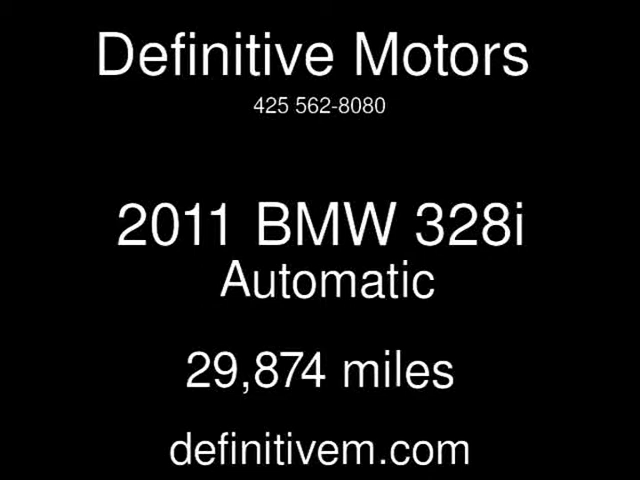 Definitive Motors
425 562-8080
2011 BMW 328i
Automatic
29,874 miles
definitivem.com